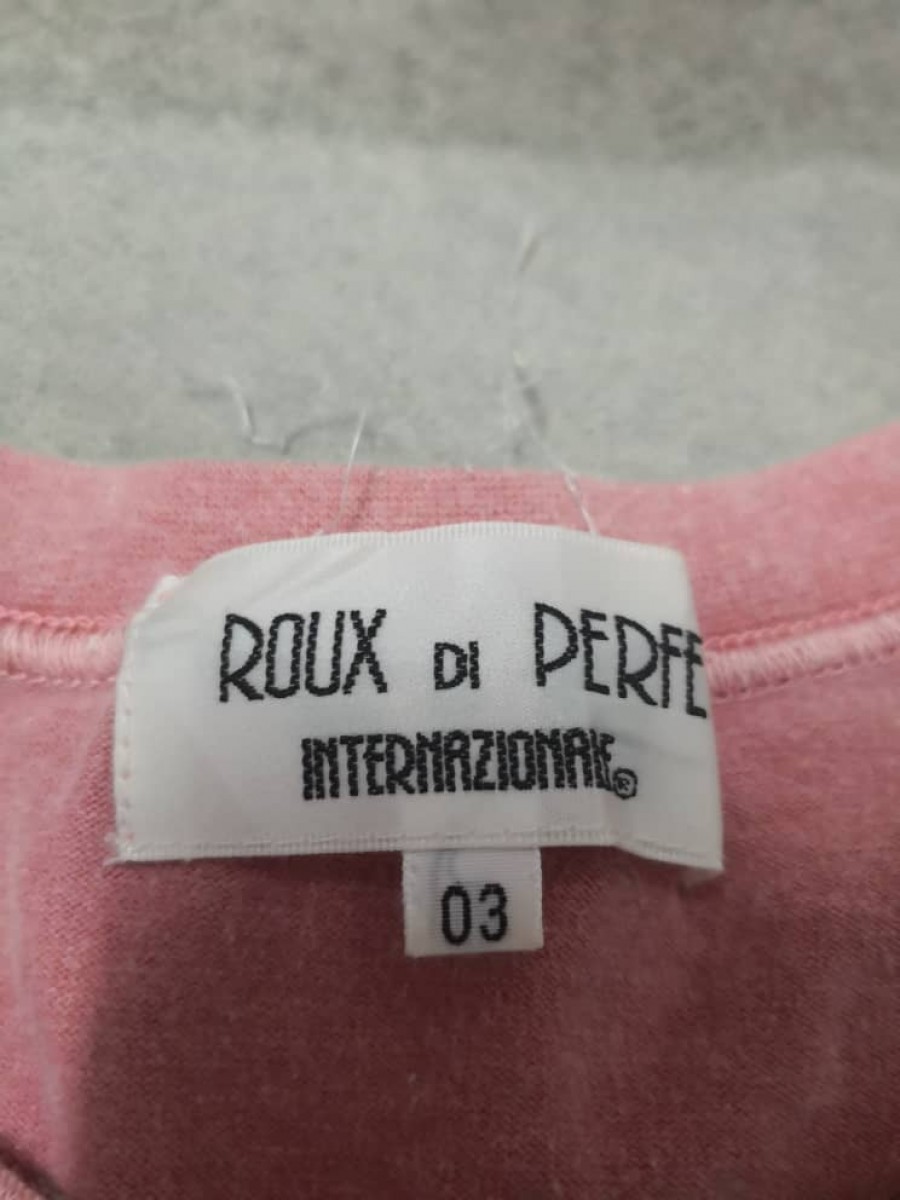 ROUX DI PERFE
INTERNAZIONALE®
03